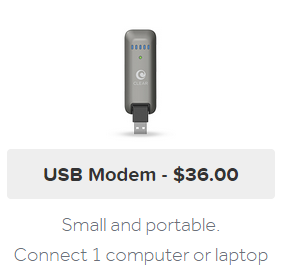 USB Modem - $36.00
Small and portable.
Connect 1 computer or laptop